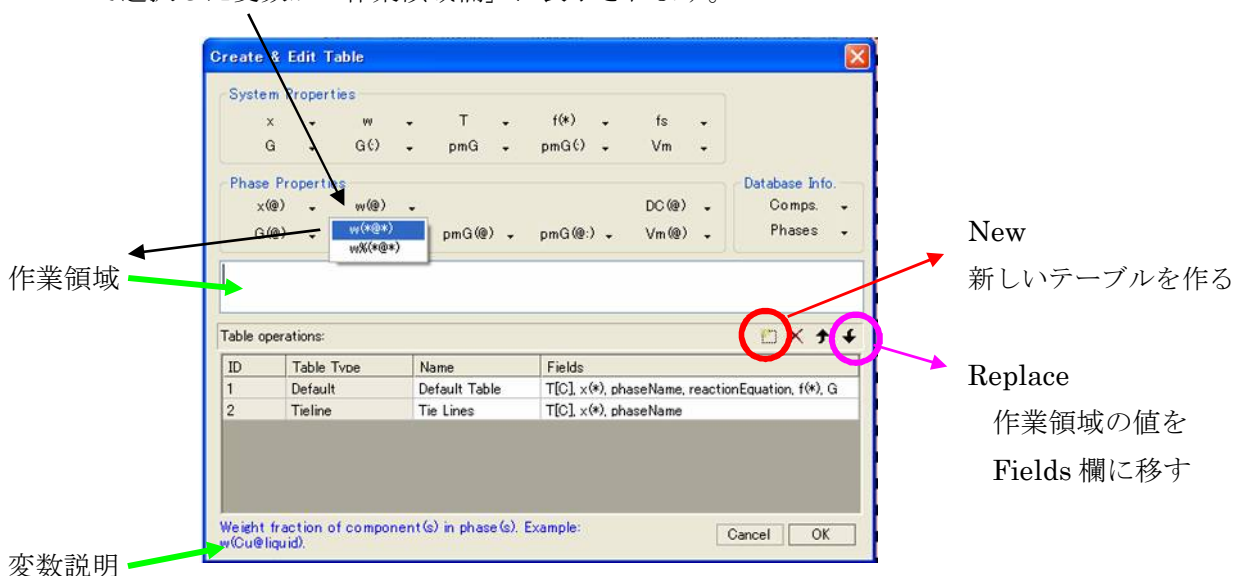 Create & Edit Table
System Properties
x w T f(*) fs
G G(:) pmG pmG(:) Vm
Phase Properties
Database Info.
x(@) w(@) DC(@) Comps.
G(@) w(*@*) pmG(@) pmG(@:) Vm(@) Phases
w%(*@*)
New
作業領域
新しいテーブルを作る
Table operations:
ID Table Type Name Fields
1 Default Default Table T[C], x(*), phaseName, reactionEquation, f(*), G
2 Tieline Tie Lines T[C], x(*), phaseName
Replace
作業領域の値を
Fields 欄に移す
Weight fraction of component(s) in phase(s). Example:
w(Cu@liquid).
Cancel OK
変数説明